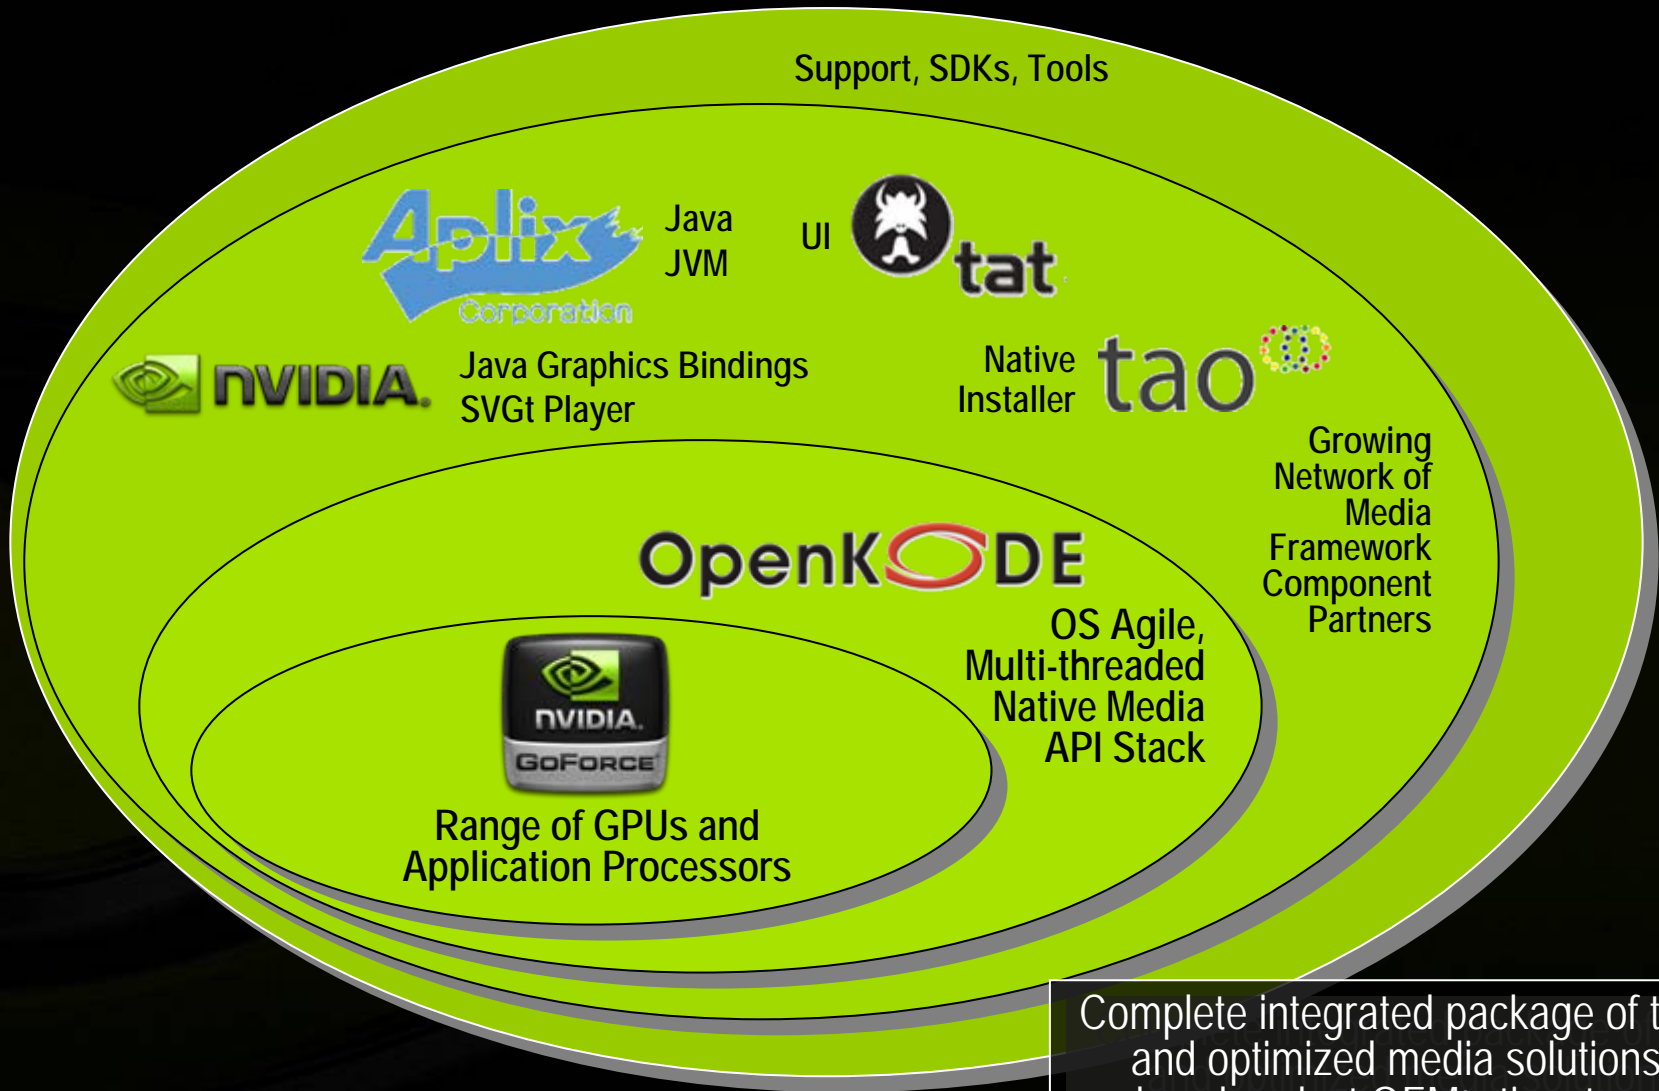 Support, SDKs, Tools
Aplix
Corporation
Java
JVM
UI
tat
NVIDIA.
Java Graphics Bindings
SVGt Player
Native
Installer
tao
Growing
Network of
Media
Framework
Component
Partners
OpenKODE
OS Agile,
Multi-threaded
Native Media
API Stack
NVIDIA.
GOFORCE
Range of GPUs and
Application Processors
Complete integrated package of
and optimized media solutions